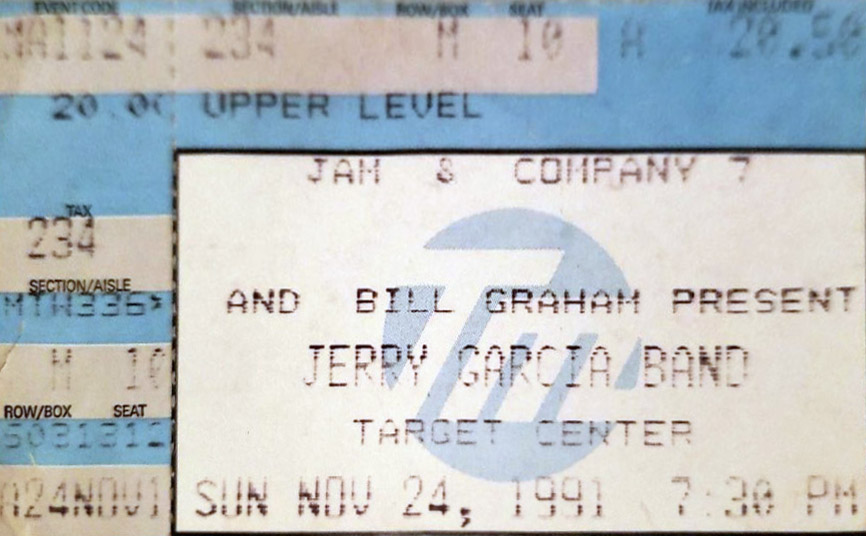 EVENT CODE SECTION/AISLE ROW/BOX SEAT TAX INCLUDED
MA1124 234 M 10 A 20.50
20.00 UPPER LEVEL
JAM & COMPANY 7
TAX
234
SECTION/AISLE
AND BILL GRAHAM PRESENT
M 10
JERRY GARCIA BAND
ROW/BOX SEAT
TARGET CENTER
A24NOV1
SUN NOV 24, 1991 7:30 PM